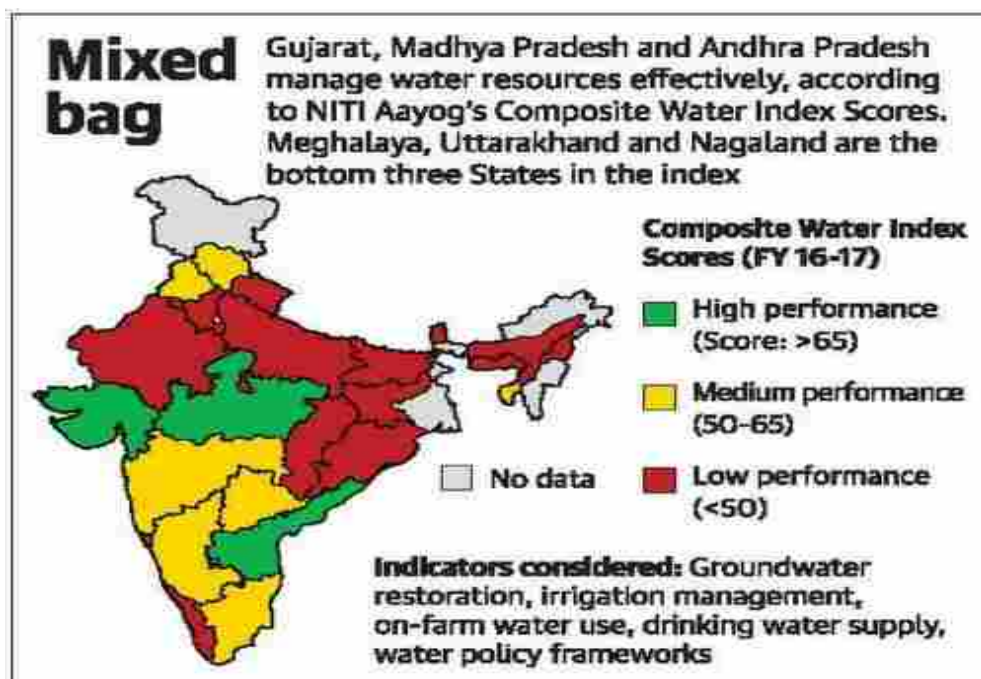 Mixed
bag
Gujarat, Madhya Pradesh and Andhra Pradesh
manage water resources effectively, according
to NITI Aayog's Composite Water Index Scores.
Meghalaya, Uttarakhand and Nagaland are the
bottom three States in the index
Composite Water Index
Scores (FY 16-17)
High performance
(Score: >65)
Medium performance
(50-65)
No data
Low performance
(<50)
Indicators considered: Groundwater
restoration, irrigation management,
on-farm water use, drinking water supply,
water policy frameworks